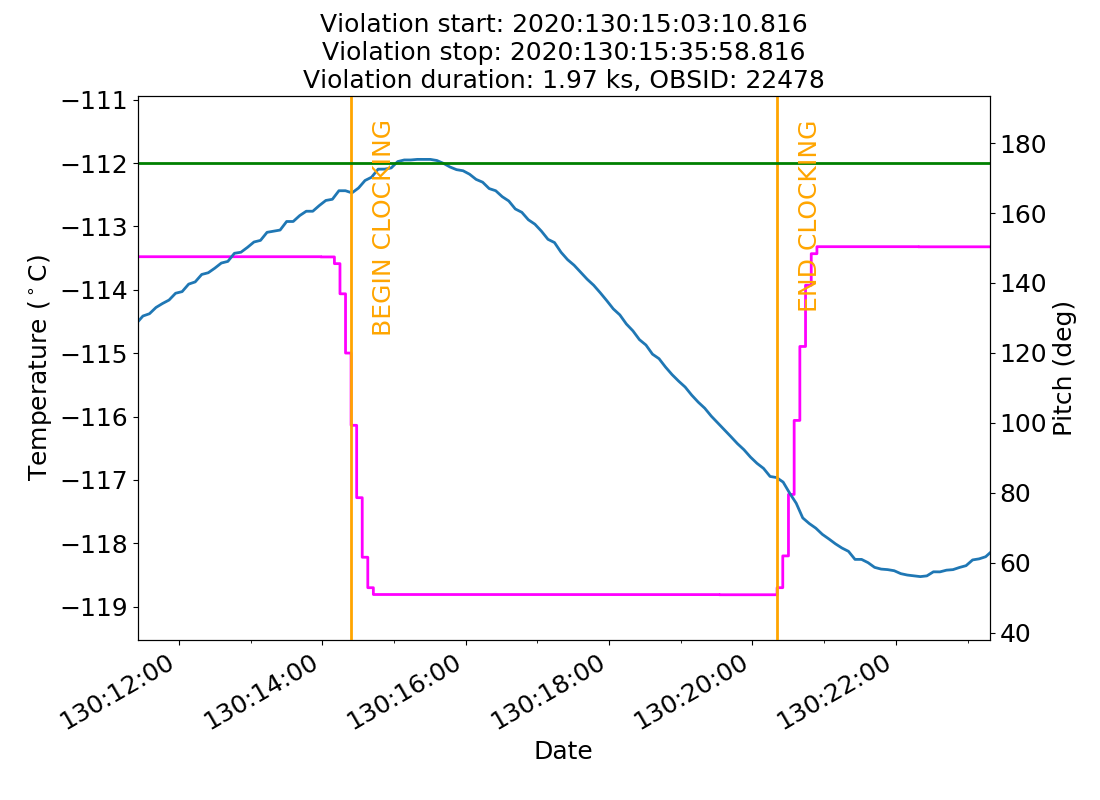 Violation start: 2020:130:15:03:10.816
Violation stop: 2020:130:15:35:58.816
Violation duration: 1.97 ks, OBSID: 22478
−111
−112
−113
−114
−115
−116
−117
−118
−119
Temperature (°C)
BEGIN CLOCKING
END CLOCKING
180
160
140
120
100
80
60
40
Pitch (deg)
130:12:00
130:14:00
130:16:00
130:18:00
130:20:00
130:22:00
Date